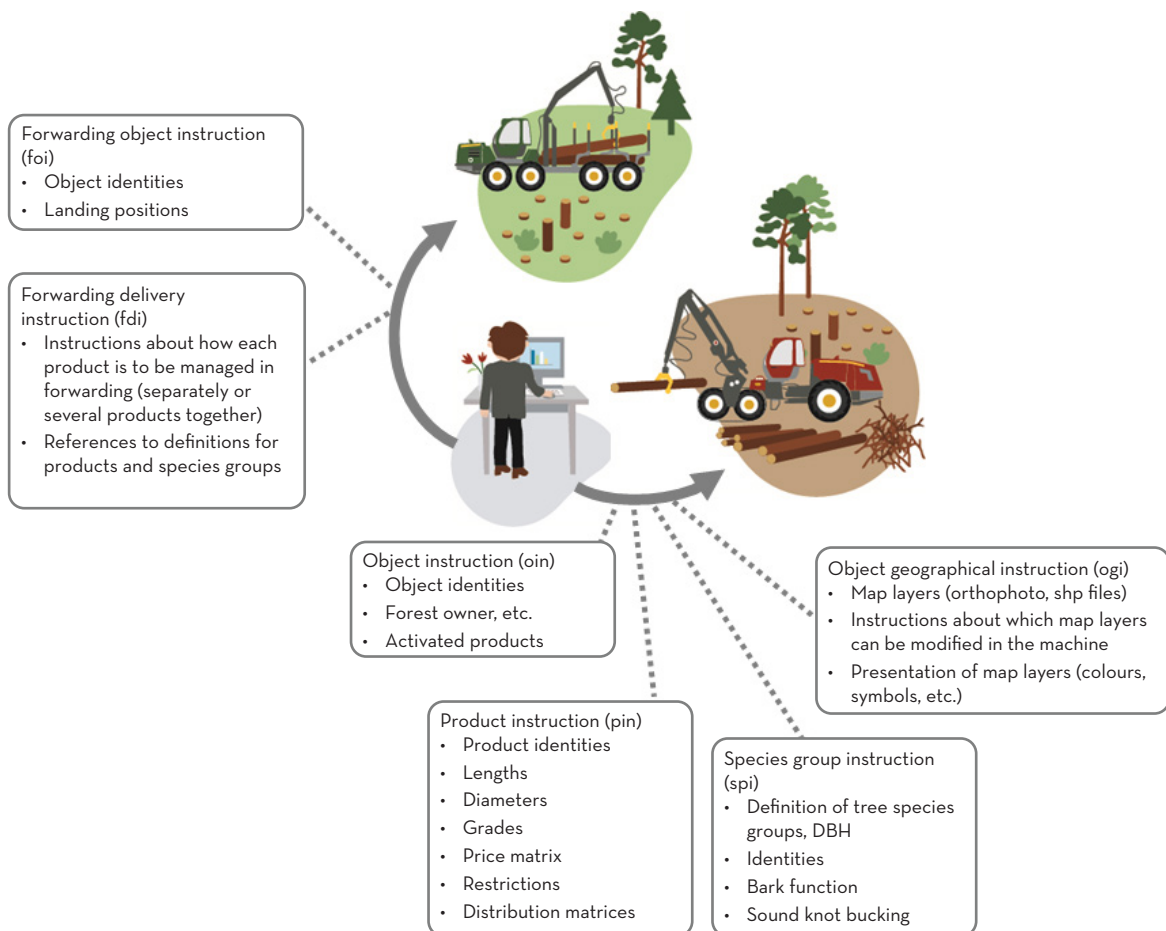 Forwarding object instruction
(foi)
• Object identities
• Landing positions
Forwarding delivery
instruction (fdi)
• Instructions about how each
product is to be managed in
forwarding (separately or
several products together)
• References to definitions for
products and species groups
Object instruction (oin)
• Object identities
• Forest owner, etc.
• Activated products
Object geographical instruction (ogi)
• Map layers (orthophoto, shp files)
• Instructions about which map layers
can be modified in the machine
• Presentation of map layers (colours,
symbols, etc.)
Product instruction (pin)
• Product identities
• Lengths
• Diameters
• Grades
• Price matrix
• Restrictions
• Distribution matrices
Species group instruction
(spi)
• Definition of tree species
groups, DBH
• Identities
• Bark function
• Sound knot bucking